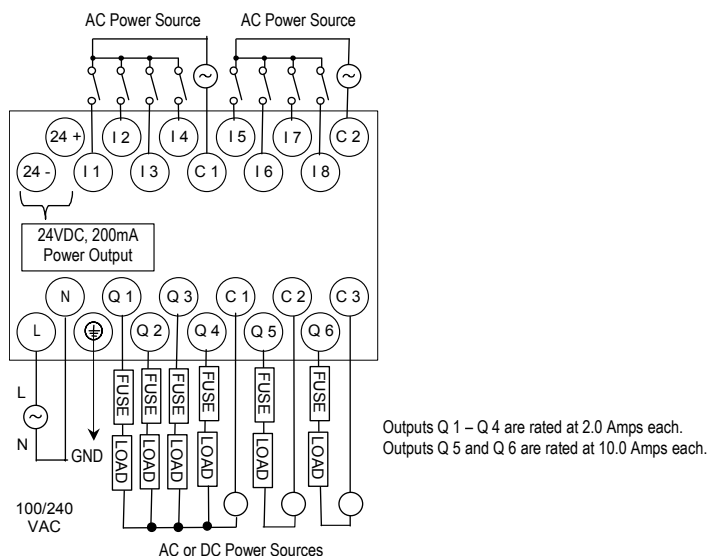 AC Power Source
AC Power Source
24 +
I 2
I 4
I 5
I 7
C 2
24 -
I 1
I 3
C 1
I 6
I 8
24VDC, 200mA
Power Output
N
Q 1
Q 3
C 1
C 2
C 3
L
Q 2
Q 4
Q 5
Q 6
L
N
GND
FUSE
FUSE
FUSE
FUSE
FUSE
FUSE
LOAD
LOAD
LOAD
LOAD
LOAD
LOAD
Outputs Q 1 – Q 4 are rated at 2.0 Amps each.
Outputs Q 5 and Q 6 are rated at 10.0 Amps each.
100/240
VAC
AC or DC Power Sources